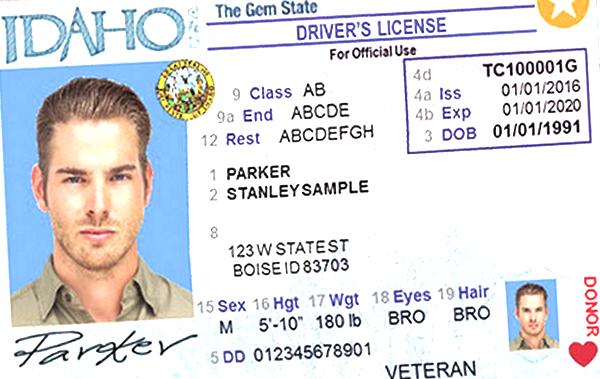 IDAHO
USA
The Gem State
DRIVER'S LICENSE
For Official Use
9 Class AB
9a End ABCDE
12 Rest ABCDEFGH
4d TC100001G
4a Iss 01/01/2016
4b Exp 01/01/2020
3 DOB 01/01/1991
1 PARKER
2 STANLEYSAMPLE
8
123 W STATE ST
BOISE ID 83703
15 Sex 16 Hgt 17 Wgt 18 Eyes 19 Hair
M 5'-10" 180 lb BRO BRO
5 DD 012345678901
VETERAN
DONOR
Parker